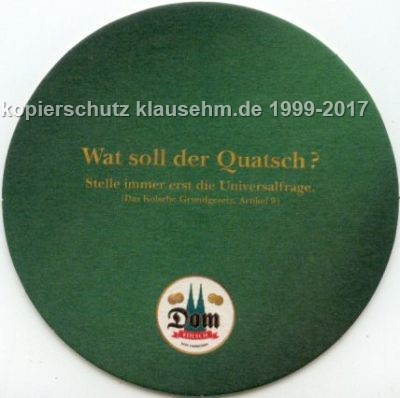 kopierschutz klausehm.de 1999-2017
Wat soll der Quatsch?
Stelle immer erst die Universalfrage.
(Das Kölsche Grundgesetz, Artikel 9)
Dom
KÖLSCH